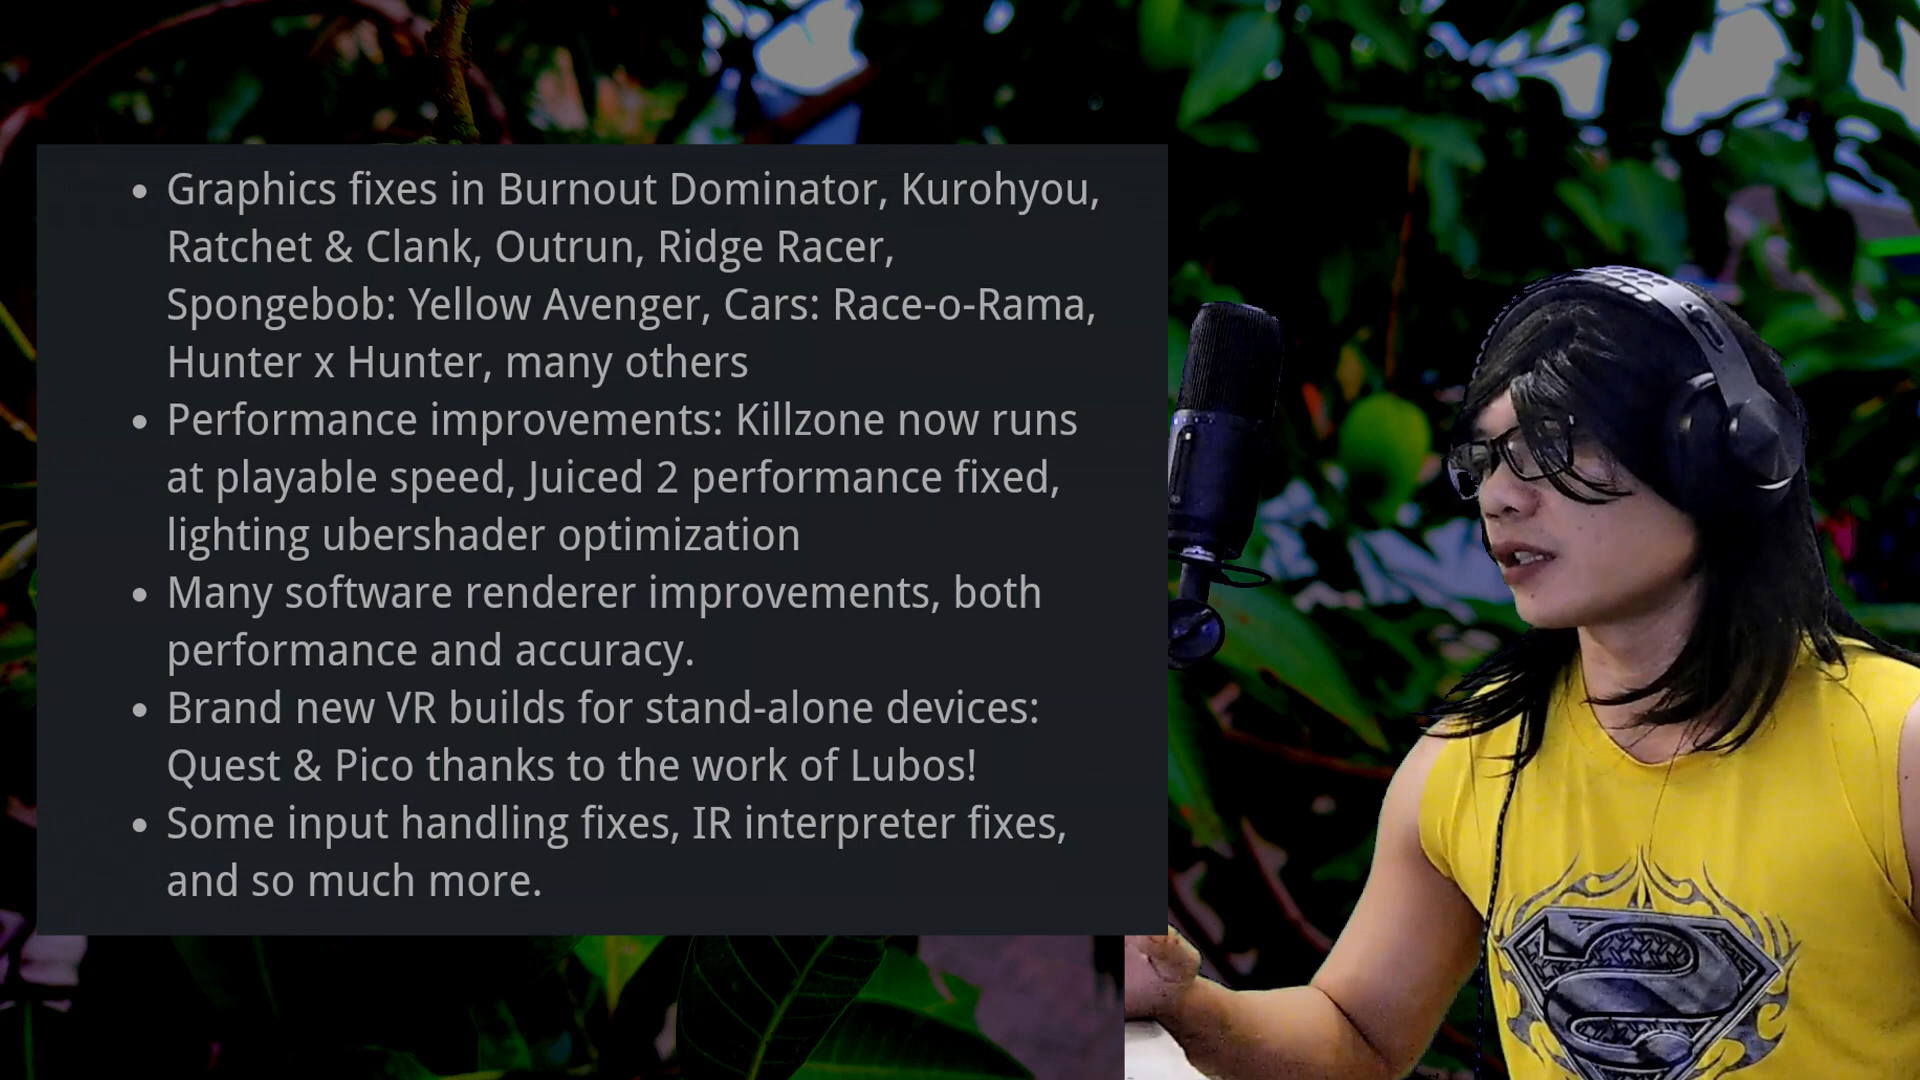 • Graphics fixes in Burnout Dominator, Kurohyou,
Ratchet & Clank, Outrun, Ridge Racer,
Spongebob: Yellow Avenger, Cars: Race-o-Rama,
Hunter x Hunter, many others
• Performance improvements: Killzone now runs
at playable speed, Juiced 2 performance fixed,
lighting ubershader optimization
• Many software renderer improvements, both
performance and accuracy.
• Brand new VR builds for stand-alone devices:
Quest & Pico thanks to the work of Lubos!
• Some input handling fixes, IR interpreter fixes,
and so much more.
S